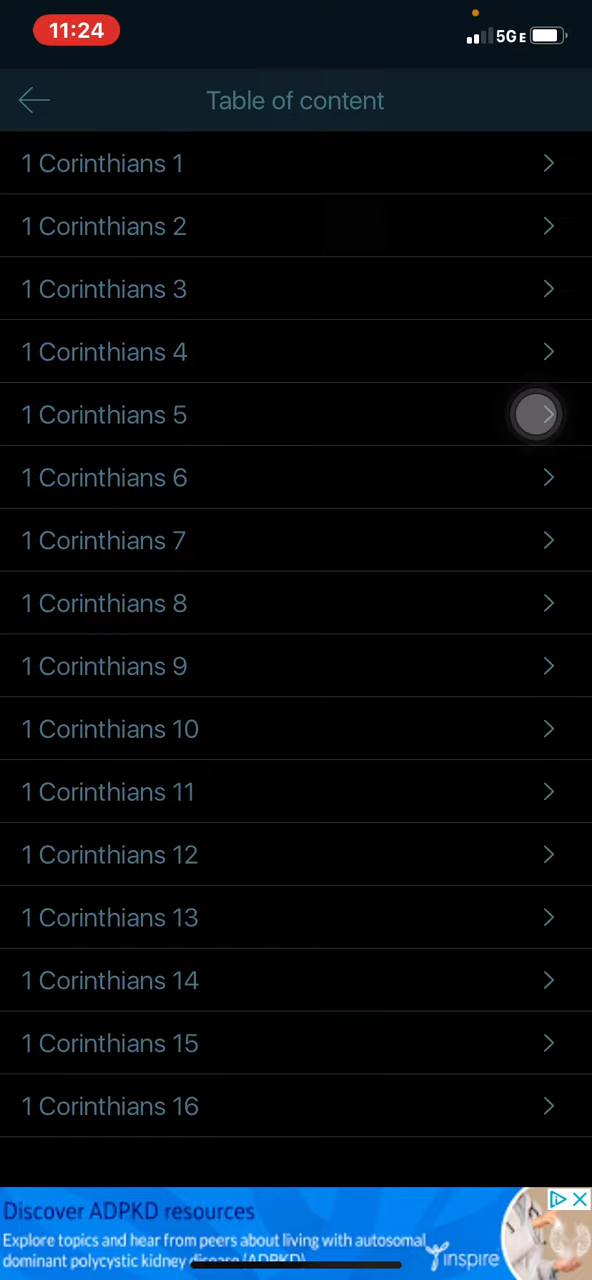 11:24
5GE
Table of content
1 Corinthians 1
1 Corinthians 2
1 Corinthians 3
1 Corinthians 4
1 Corinthians 5
1 Corinthians 6
1 Corinthians 7
1 Corinthians 8
1 Corinthians 9
1 Corinthians 10
1 Corinthians 11
1 Corinthians 12
1 Corinthians 13
1 Corinthians 14
1 Corinthians 15
1 Corinthians 16
Discover ADPKD resources
Explore topics and hear from peers about living with autosomal
dominant polycystic kidney disease (ADPKD)
inspire